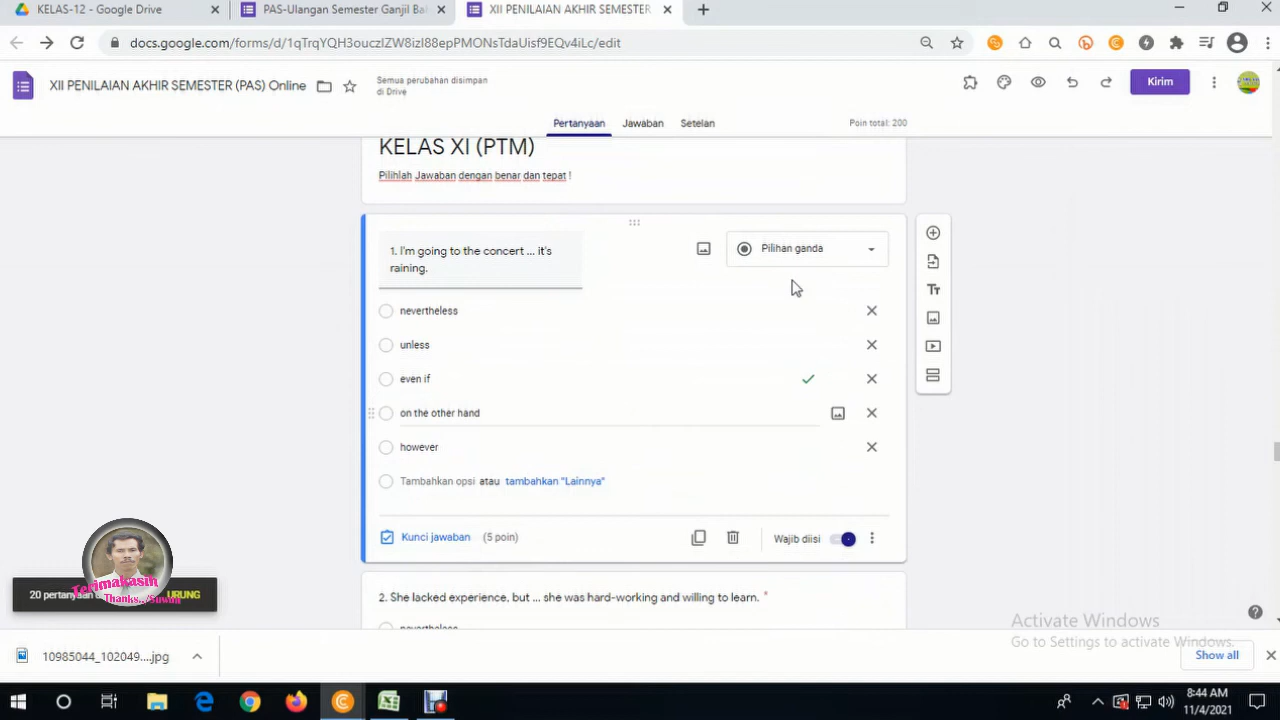 KELAS-12 - Google Drive
PAS-Ulangan Semester Ganjil Ba
XII PENILAIAN AKHIR SEMESTER
docs.google.com/forms/d/1qTrqYQH3ouczIZW8izI88epPMONsTdaUisf9EQv4iLc/edit
XII PENILAIAN AKHIR SEMESTER (PAS) Online
Semua perubahan disimpan
di Drive
Kirim
Pertanyaan
Jawaban
Setelan
Poin total: 200
KELAS XI (PTM)
Pilihlah Jawaban dengan benar dan tepat !
1. I'm going to the concert ... it's
raining.
Pilihan ganda
nevertheless
unless
even if
on the other hand
however
Tambahkan opsi atau tambahkan "Lainnya"
Kunci jawaban (5 poin)
Wajib diisi
2. She lacked experience, but ... she was hard-working and willing to learn. *
nevertheless
20 pertanyaan
URUNG
Terimakasih
Thanks
Activate Windows
Go to Settings to activate Windows.
10985044_102049....jpg
Show all
8:44 AM
11/4/2021